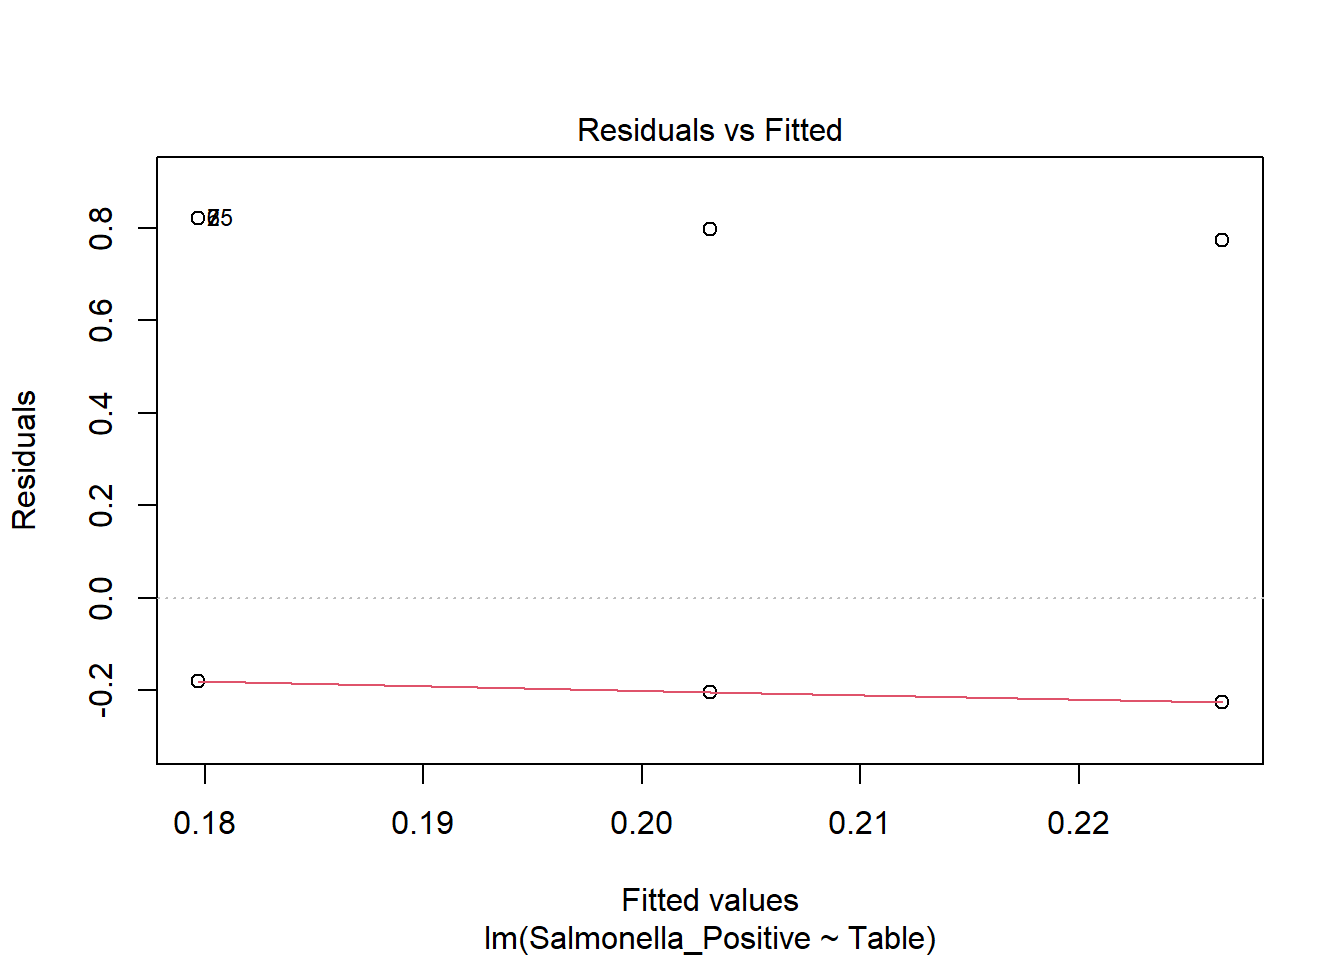 Residuals vs Fitted
Residuals
0.8
0.6
0.4
0.2
0.0
-0.2
0.18 0.19 0.20 0.21 0.22
Fitted values
lm(Salmonella_Positive ~ Table)